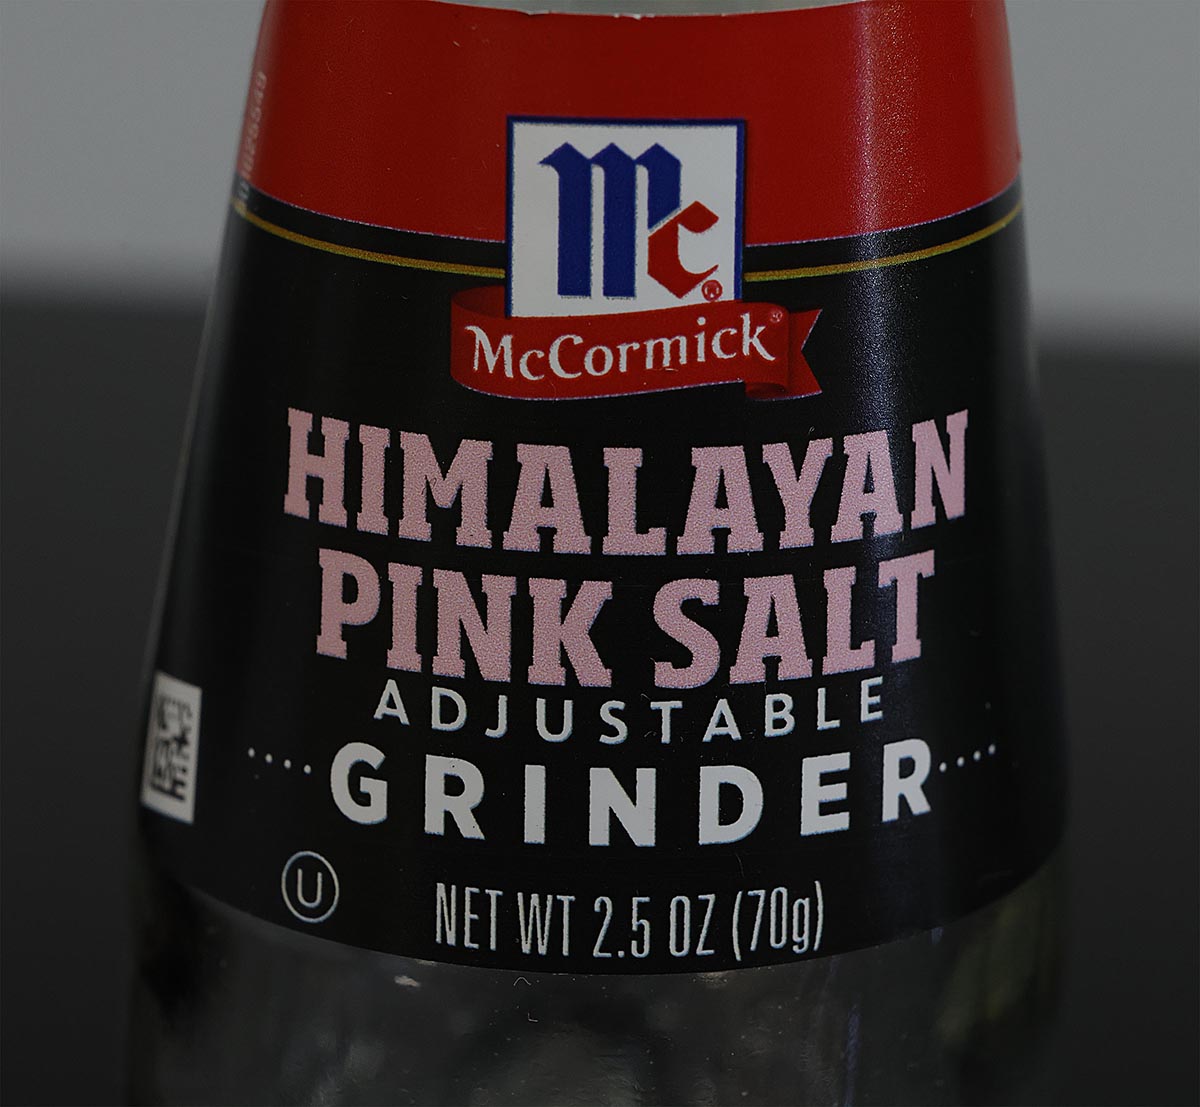 mc®
McCormick®
HIMALAYAN
PINK SALT
ADJUSTABLE
....GRINDER....
U
NET WT 2.5 OZ (70g)